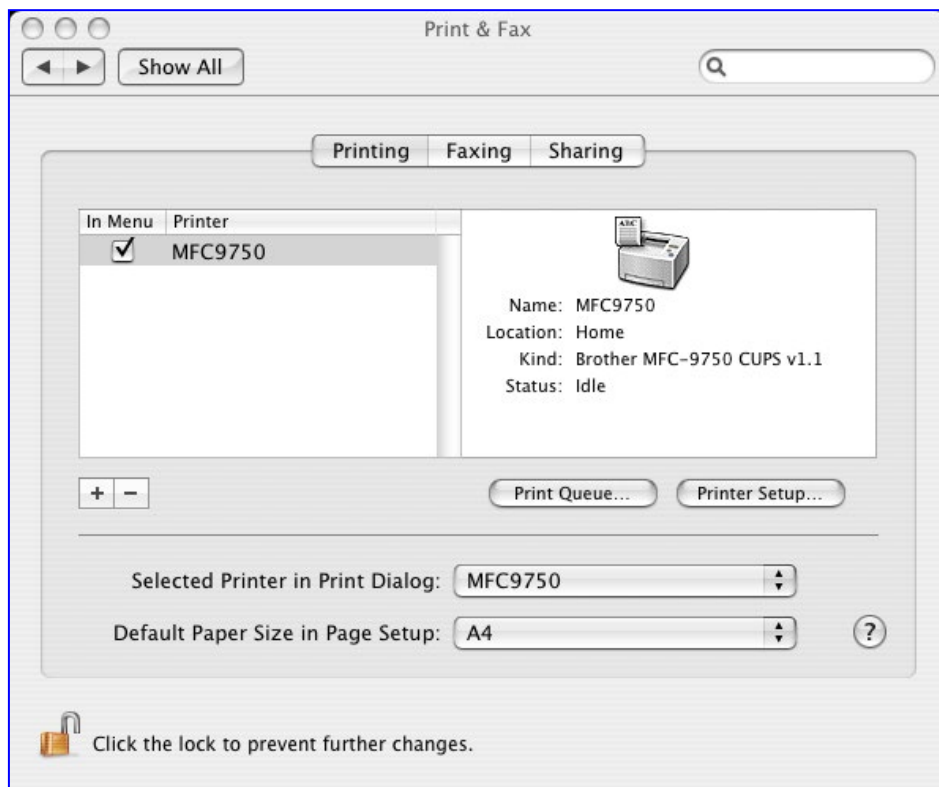 Print & Fax
Show All
Printing Faxing Sharing
In Menu Printer
MFC9750
ABC
Name: MFC9750
Location: Home
Kind: Brother MFC-9750 CUPS v1.1
Status: Idle
+ −
Print Queue... Printer Setup...
Selected Printer in Print Dialog: MFC9750
Default Paper Size in Page Setup: A4 ?
Click the lock to prevent further changes.